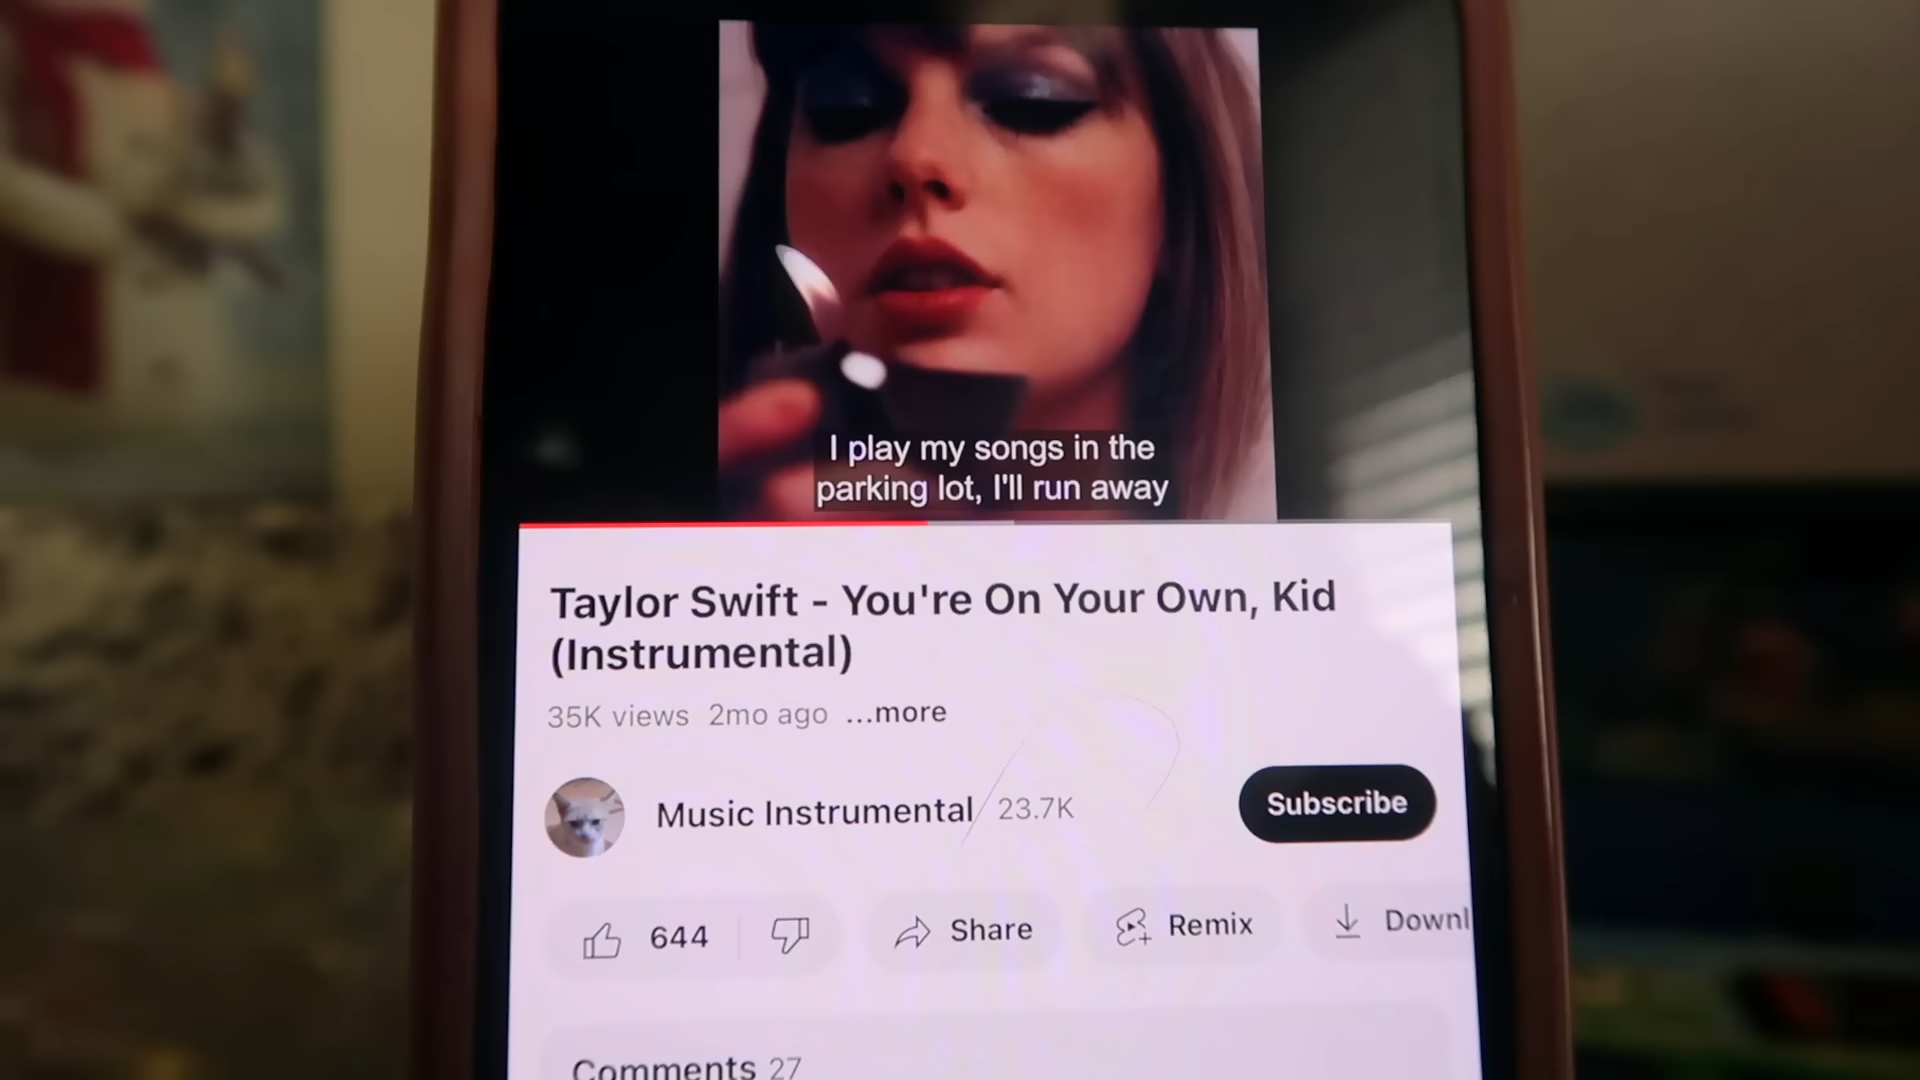 I play my songs in the
parking lot, I'll run away
Taylor Swift - You're On Your Own, Kid
(Instrumental)
35K views 2mo ago ...more
Music Instrumental 23.7K
Subscribe
644 Share Remix Downl
Comments 27